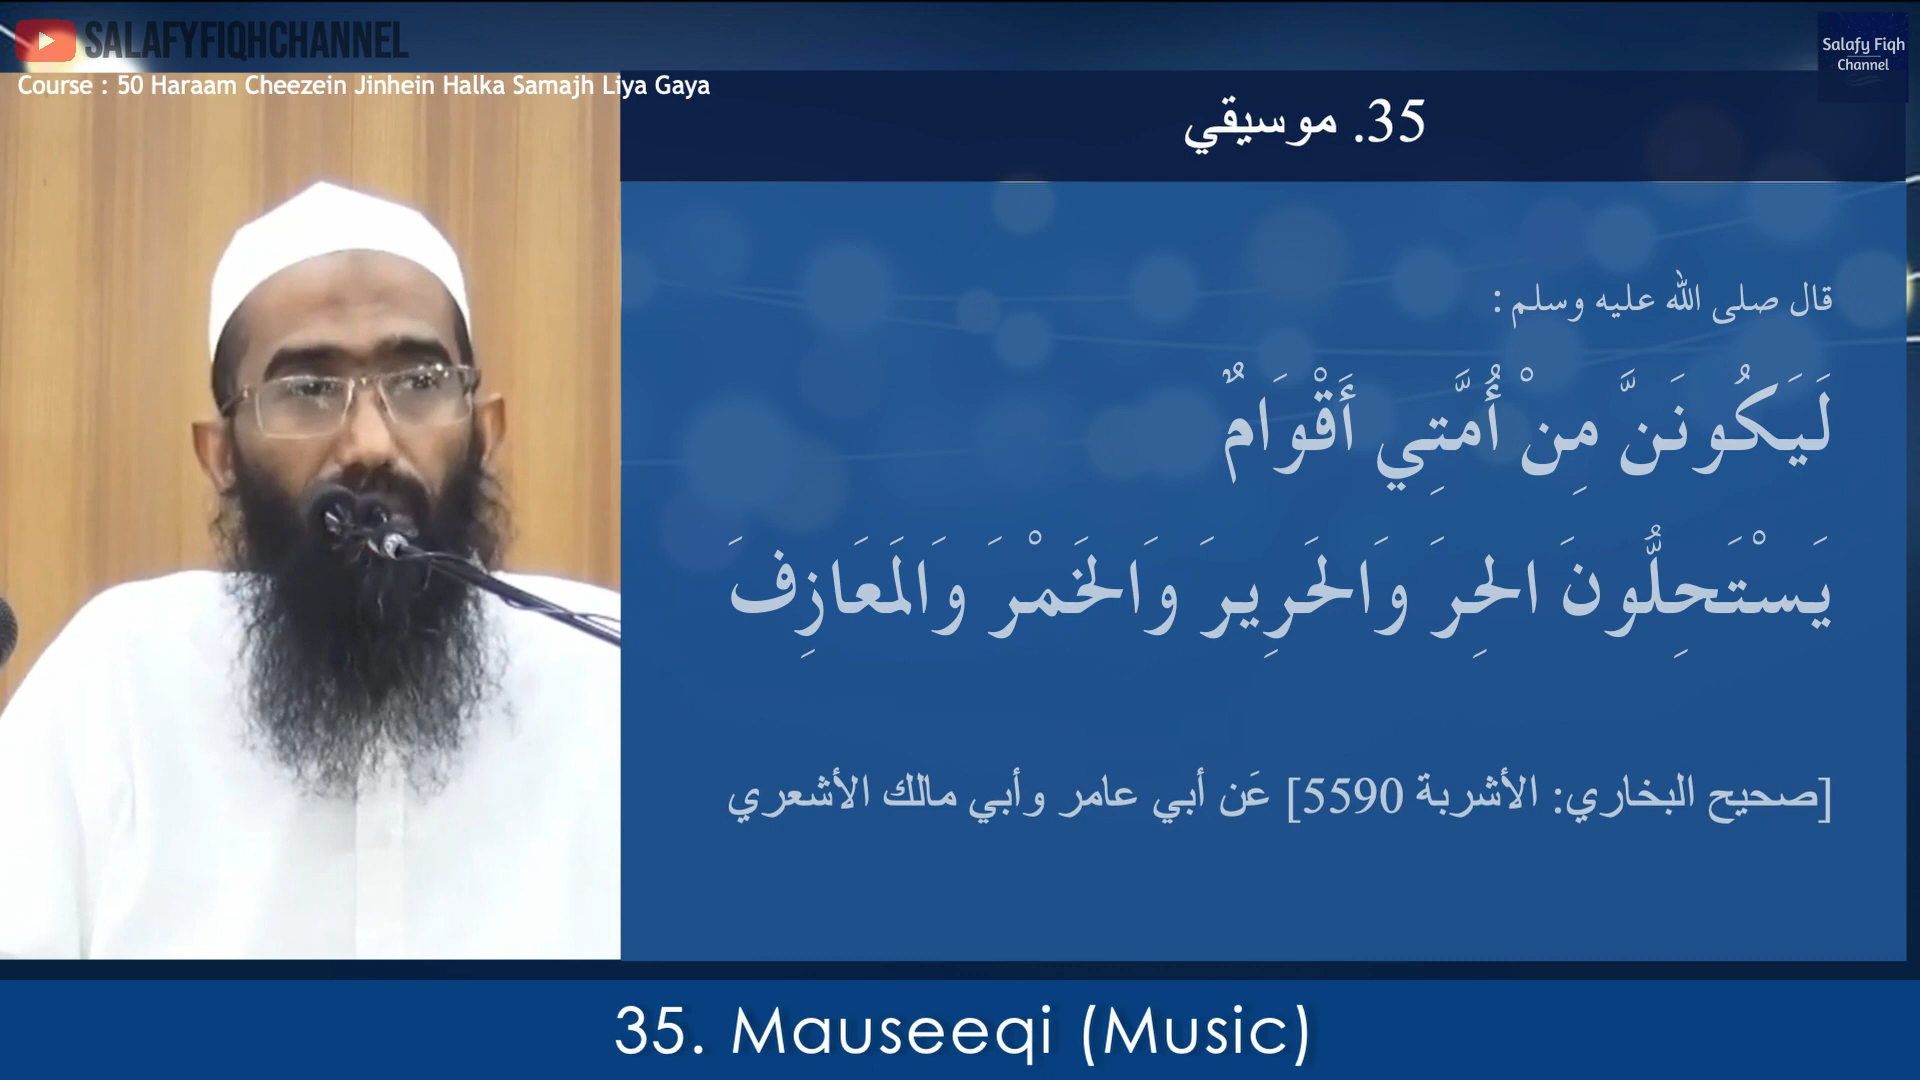 SALAFYFIQHCHANNEL
Salafy Fiqh
Channel
Course : 50 Haraam Cheezein Jinhein Halka Samajh Liya Gaya
35. موسيقي
قال صلى الله عليه وسلم :
لَيَكُونَنَّ مِنْ أُمَّتِي أَقْوَامٌ
يَسْتَحِلُّونَ الحِرَ وَالحَرِيرَ وَالخَمْرَ وَالمَعَازِفَ
[صحيح البخاري: الأشربة 5590] عَن أبي عامر وأبي مالك الأشعري
35. Mauseeqi (Music)